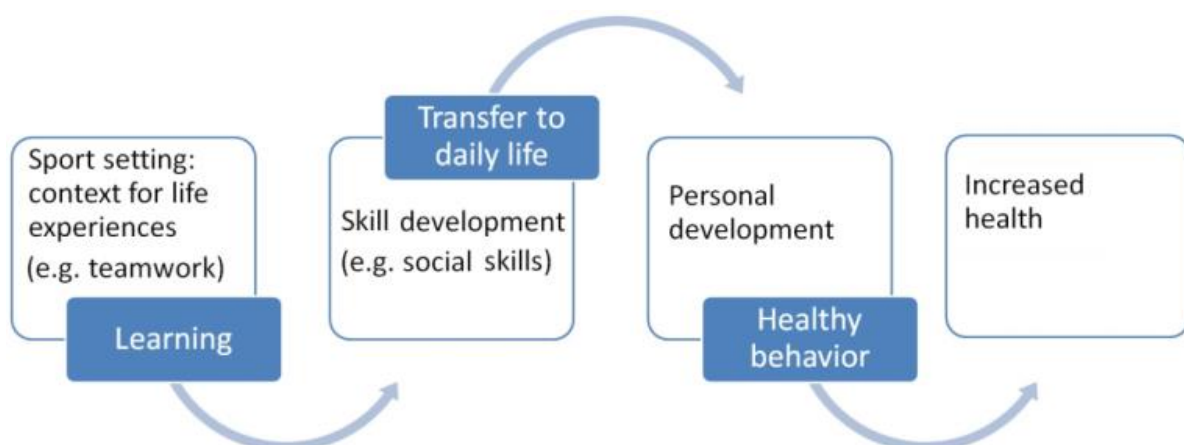 Sport setting:
context for life
experiences
(e.g. teamwork)
Learning
Transfer to
daily life
Skill development
(e.g. social skills)
Personal
development
Healthy
behavior
Increased
health